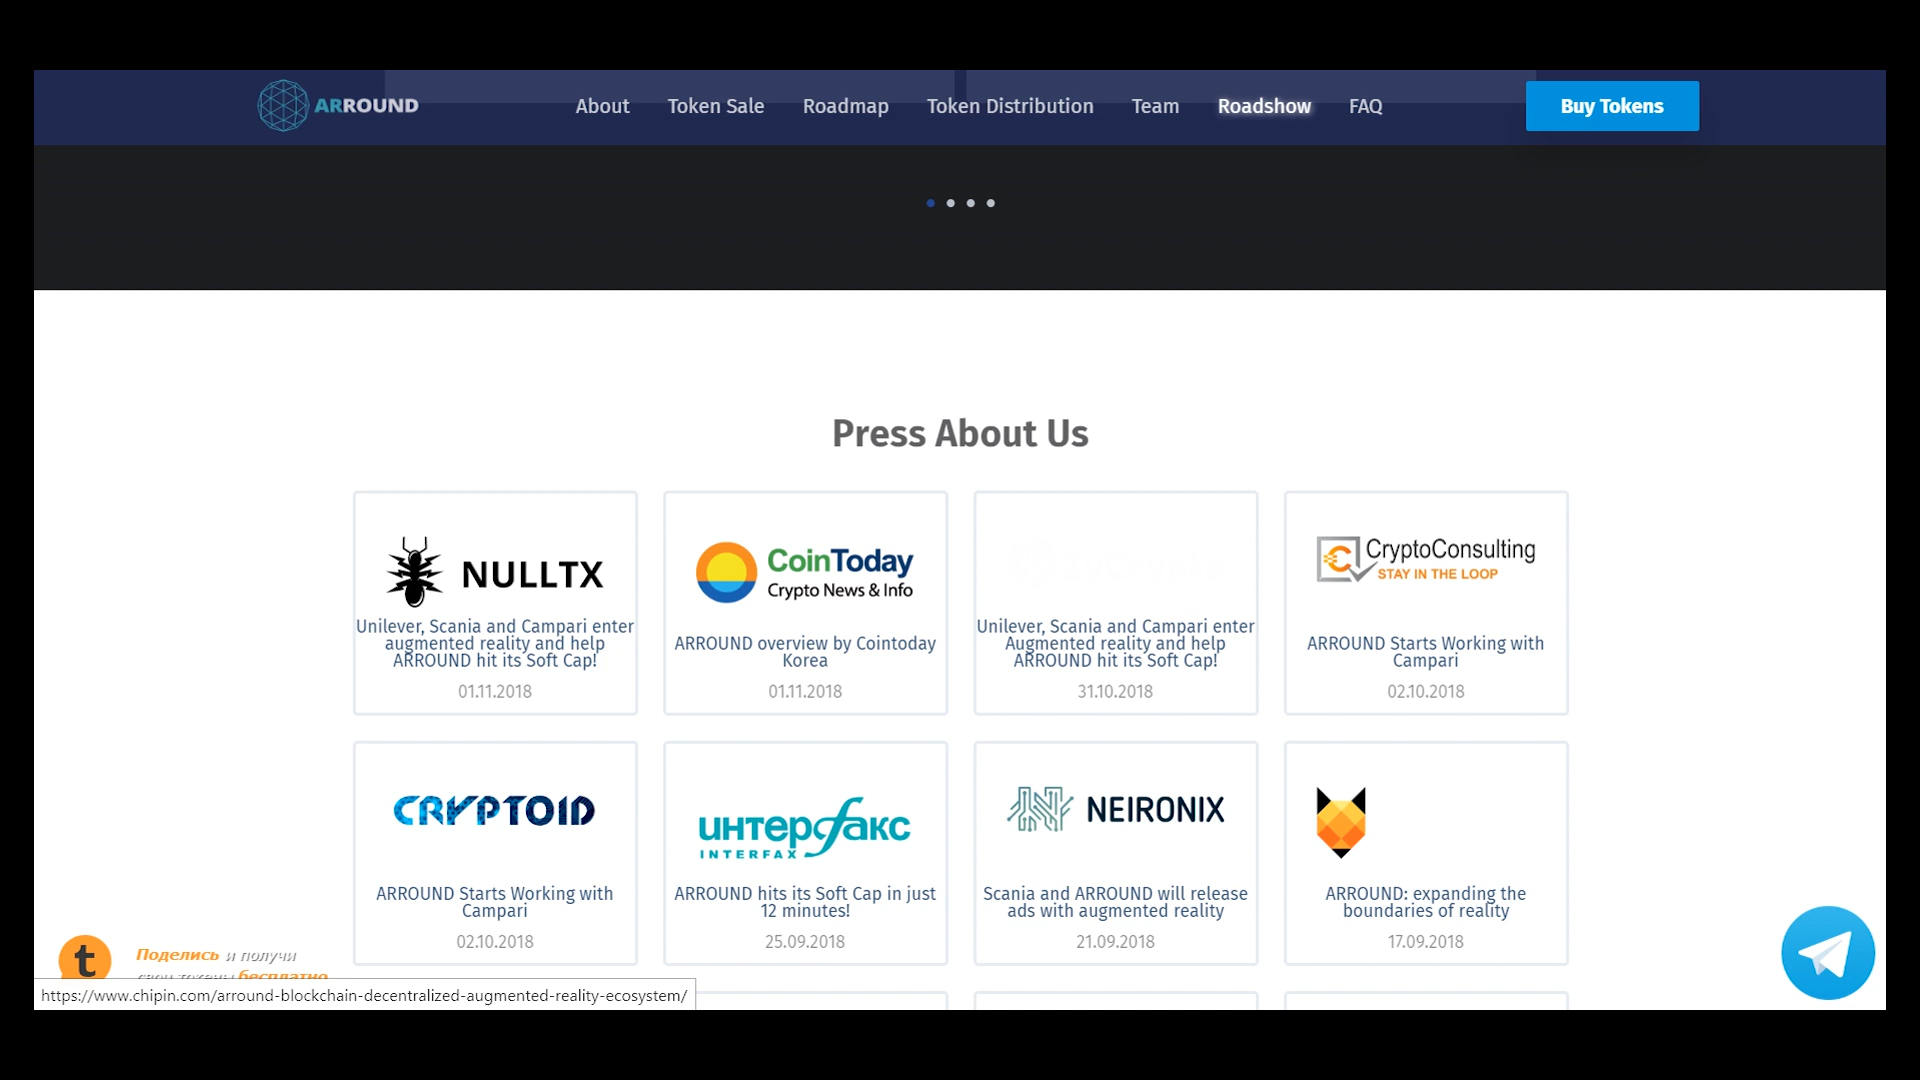 ARROUND
About Token Sale Roadmap Token Distribution Team Roadshow FAQ Buy Tokens
Press About Us
NULLTX
Unilever, Scania and Campari enter
augmented reality and help
ARROUND hit its Soft Cap!
01.11.2018
CoinToday
Crypto News & Info
ARROUND overview by Cointoday
Korea
01.11.2018
Unilever, Scania and Campari enter
Augmented reality and help
ARROUND hit its Soft Cap!
31.10.2018
CryptoConsulting
STAY IN THE LOOP
ARROUND Starts Working with
Campari
02.10.2018
CRYPTOID
ARROUND Starts Working with
Campari
02.10.2018
интерфакс
INTERFAX
ARROUND hits its Soft Cap in just
12 minutes!
25.09.2018
NEIRONIX
Scania and ARROUND will release
ads with augmented reality
21.09.2018
ARROUND: expanding the
boundaries of reality
17.09.2018
t
Поделись и получи
свои токены бесплатно
https://www.chipin.com/arround-blockchain-decentralized-augmented-reality-ecosystem/